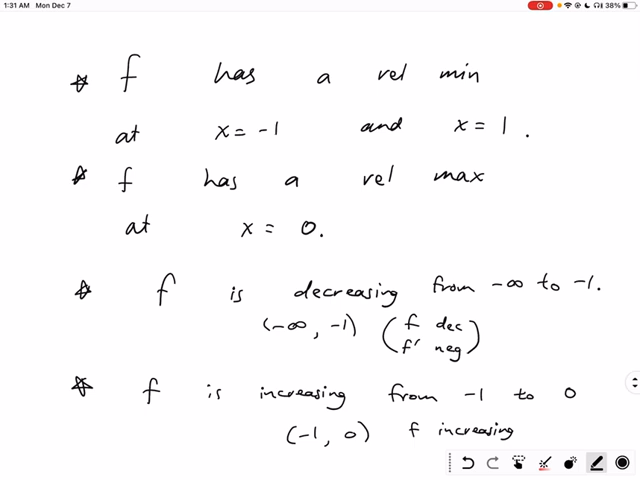 1:31 AM Mon Dec 7
38%
f has a rel min
at x = -1 and x = 1.
f has a rel max
at x = 0.
f is decreasing from -∞ to -1.
(-∞, -1) (f dec
f' neg)
f is increasing from -1 to 0
(-1, 0) f increasing